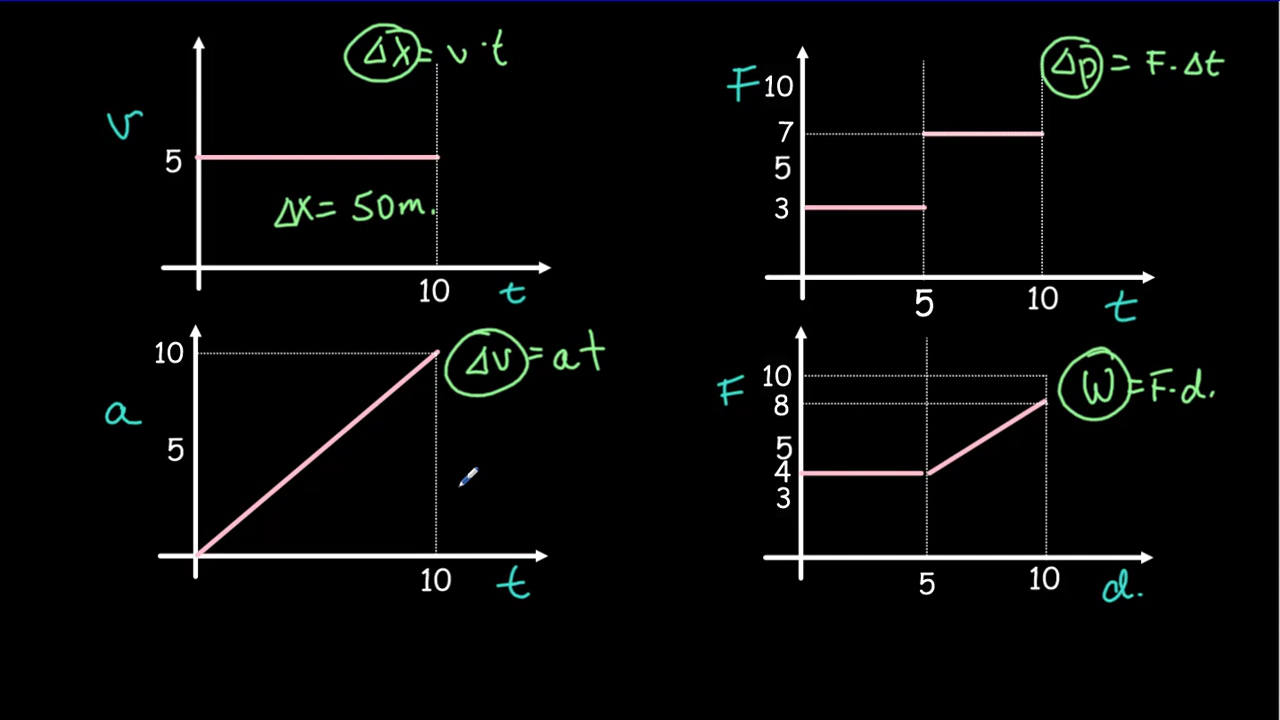 Δx = v·t
v
5
Δx = 50m.
10
t
F
10
Δp = F·Δt
7
5
3
5
10
t
10
Δv = at
a
5
10
t
F
10
8
W = F·d.
5
4
3
5
10
d.